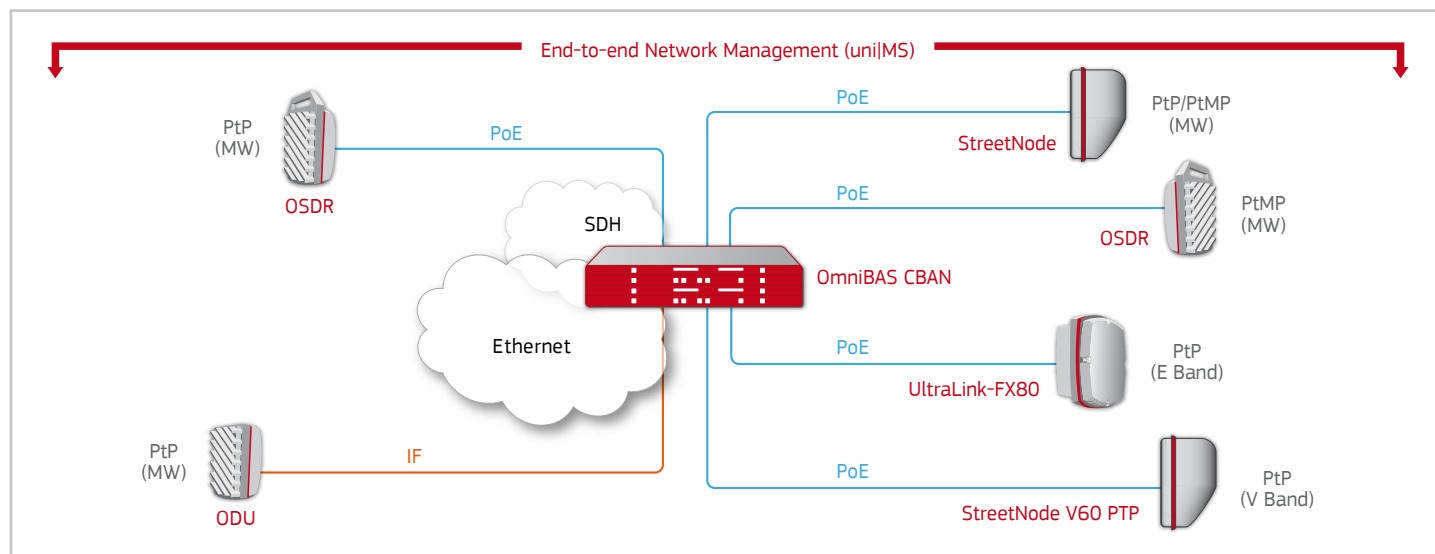 End-to-end Network Management (uni|MS)
PtP
(MW)
PoE
OSDR
PoE
StreetNode
PtP/PtMP
(MW)
SDH
PoE
OSDR
PtMP
(MW)
OmniBAS CBAN
Ethernet
PoE
UltraLink-FX80
PtP
(E Band)
PtP
(MW)
IF
ODU
PoE
StreetNode V60 PTP
PtP
(V Band)